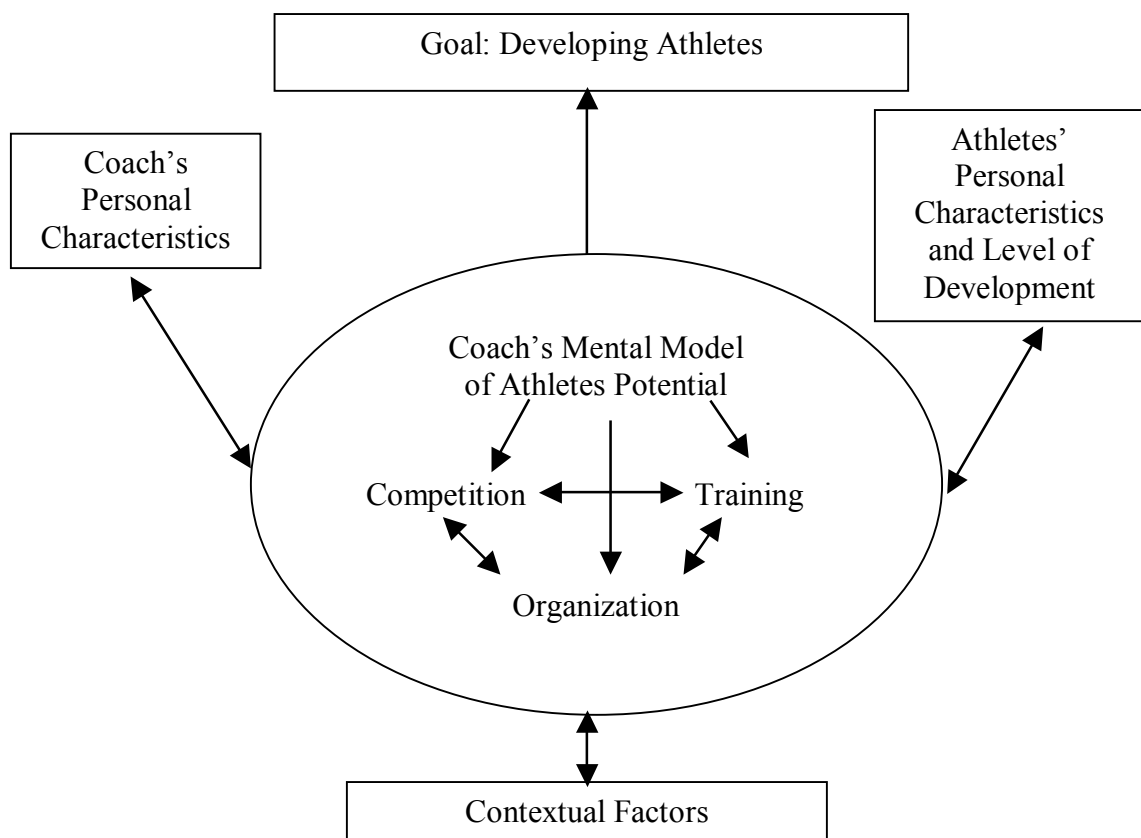 Goal: Developing Athletes
Coach’s
Personal
Characteristics
Athletes’
Personal
Characteristics
and Level of
Development
Coach’s Mental Model
of Athletes Potential
Competition
Training
Organization
Contextual Factors